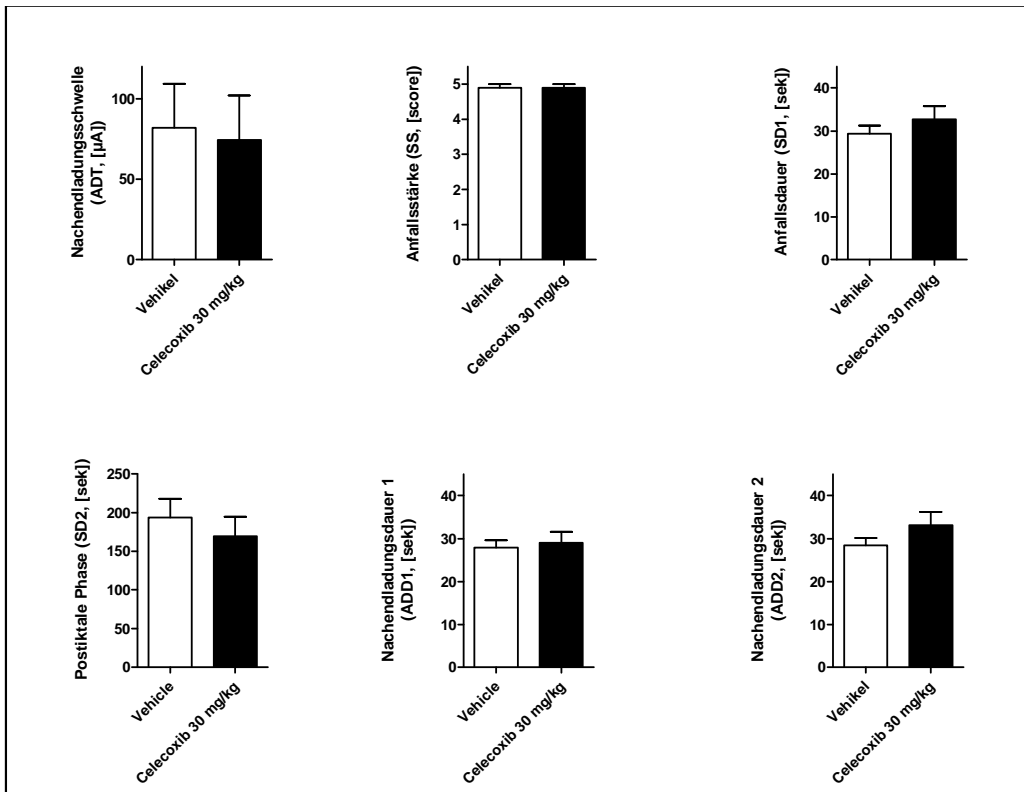 Nachendladungsschwelle
(ADT, [µA])
100
50
0
Vehikel
Celecoxib 30 mg/kg
Anfallsstärke (SS, [score])
5
4
3
2
1
0
Vehikel
Celecoxib 30 mg/kg
Anfallsdauer (SD1, [sek])
40
30
20
10
0
Vehikel
Celecoxib 30 mg/kg
Postiktale Phase (SD2, [sek])
250
200
150
100
50
0
Vehicle
Celecoxib 30 mg/kg
Nachendladungsdauer 1
(ADD1, [sek])
40
30
20
10
0
Vehicle
Celecoxib 30 mg/kg
Nachendladungsdauer 2
(ADD2, [sek])
40
30
20
10
0
Vehikel
Celecoxib 30 mg/kg